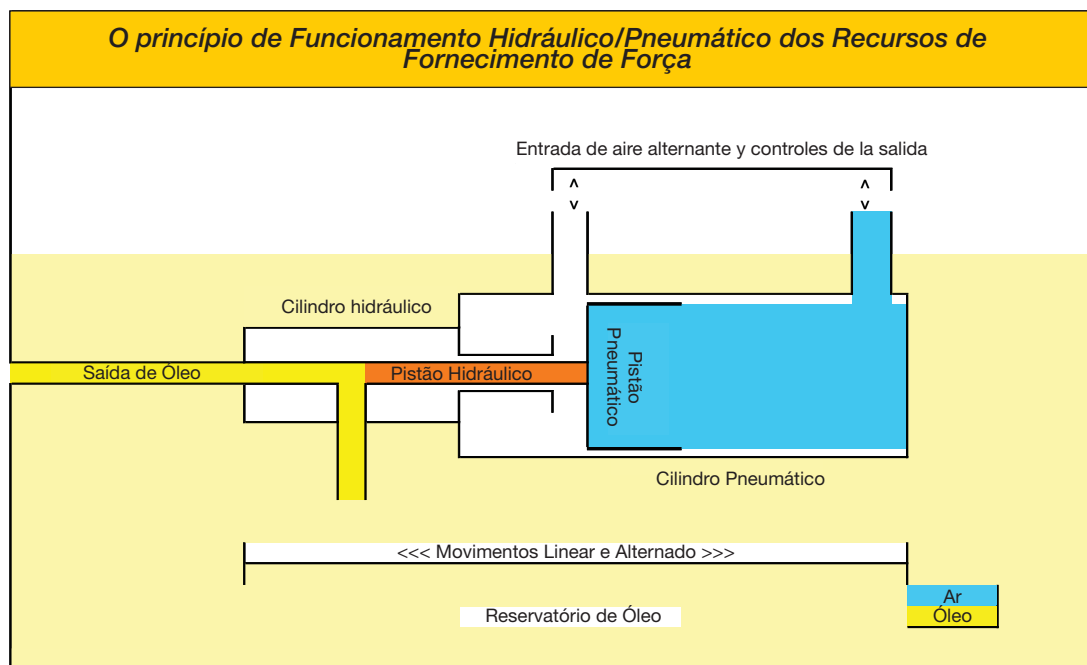 O princípio de Funcionamento Hidráulico/Pneumático dos Recursos de
Fornecimento de Força
Entrada de aire alternante y controles de la salida
Cilindro hidráulico
Saída de Óleo
Pistão Hidráulico
Pistão
Pneumático
Cilindro Pneumático
<<< Movimentos Linear e Alternado >>>
Ar
Reservatório de Óleo
Óleo